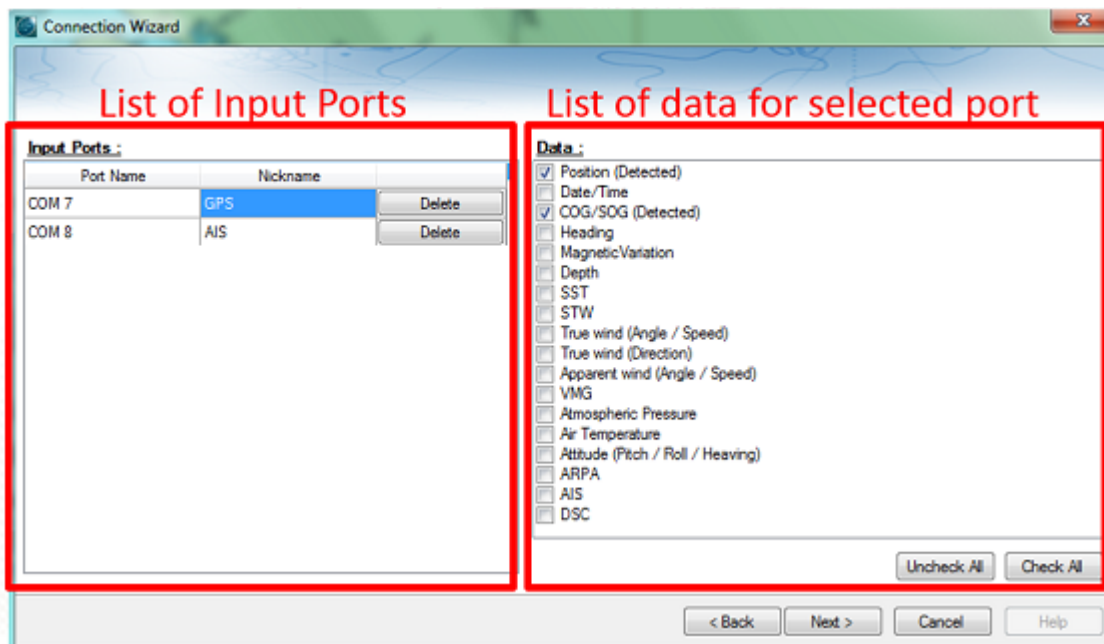 Connection Wizard
x
List of Input Ports
List of data for selected port
Input Ports :
Port Name Nickname
COM 7 GPS Delete
COM 8 AIS Delete
Data :
Position (Detected)
Date/Time
COG/SOG (Detected)
Heading
MagneticVariation
Depth
SST
STW
True wind (Angle / Speed)
True wind (Direction)
Apparent wind (Angle / Speed)
VMG
Atmospheric Pressure
Air Temperature
Attitude (Pitch / Roll / Heaving)
ARPA
AIS
DSC
Uncheck All Check All
< Back Next > Cancel Help